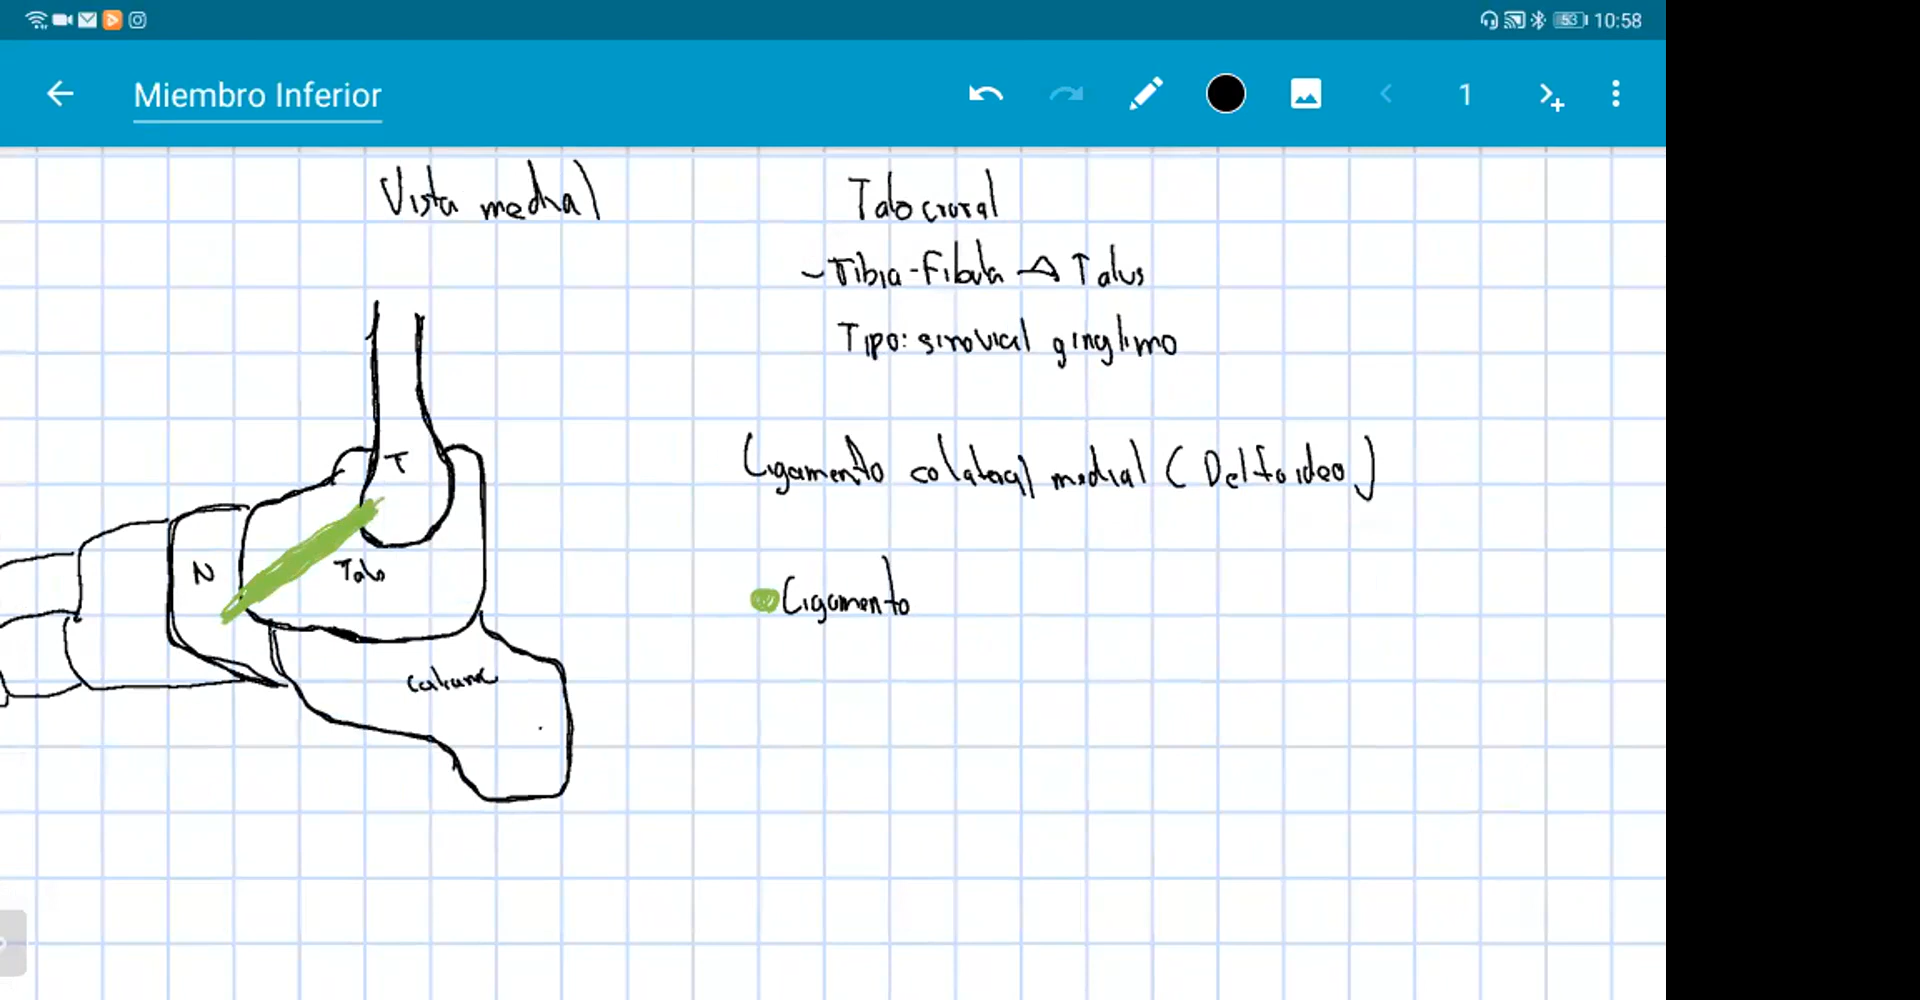 53 10:58
Miembro Inferior
1
Vista medial
Talo crural
- Tibia-Fibula → Talus
Tipo: sinovial ginglimo
T
Ligamento colateral medial (Deltoideo)
N
Talo
Ligamento
Calcaneo